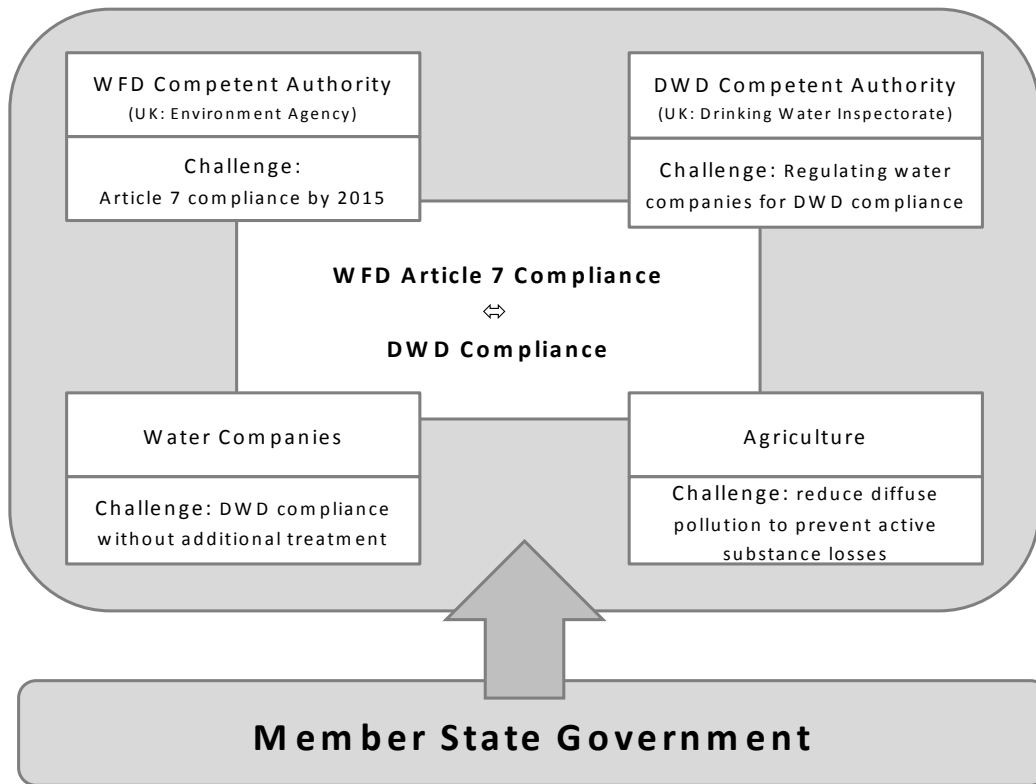 WFD Competent Authority
(UK: Environment Agency)
Challenge:
Article 7 compliance by 2015
DWD Competent Authority
(UK: Drinking Water Inspectorate)
Challenge: Regulating water
companies for DWD compliance
WFD Article 7 Compliance
⇔
DWD Compliance
Water Companies
Challenge: DWD compliance
without additional treatment
Agriculture
Challenge: reduce diffuse
pollution to prevent active
substance losses
Member State Government